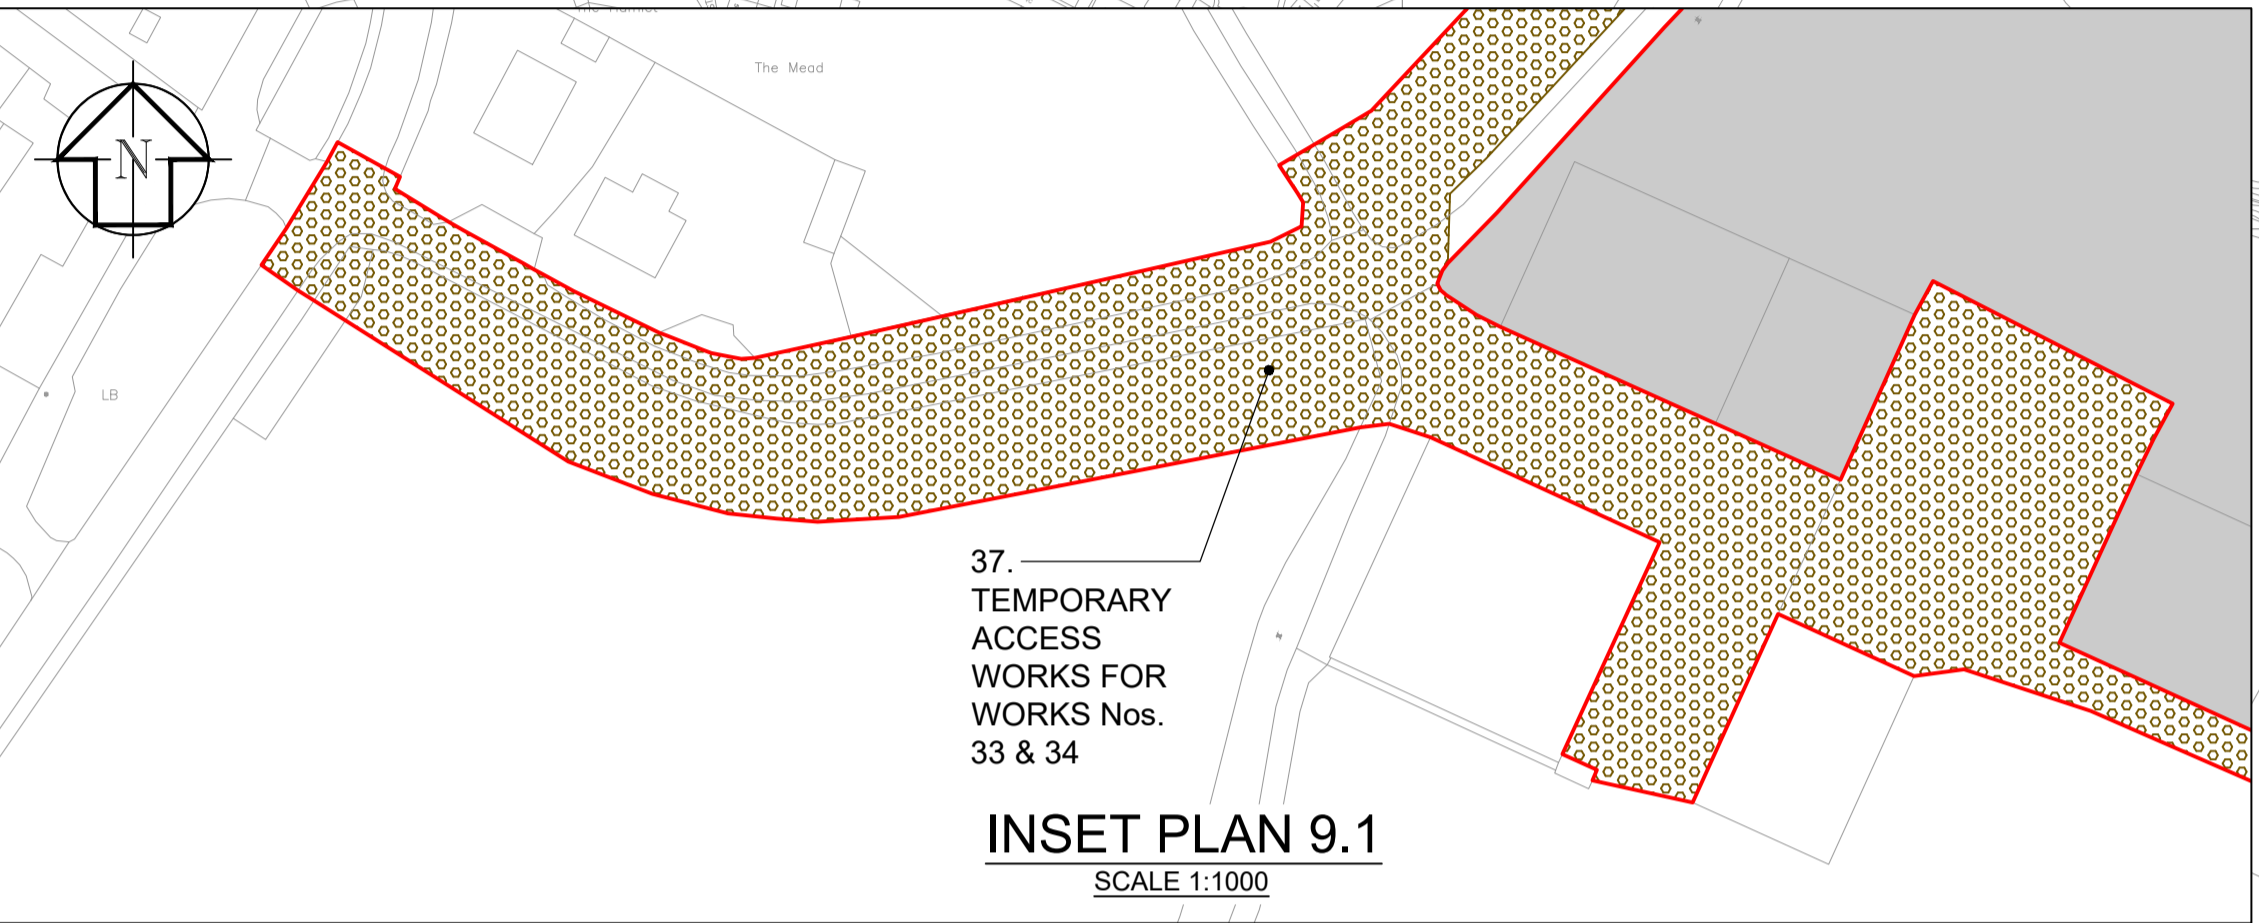 The Mead
N
LB
37.
TEMPORARY
ACCESS
WORKS FOR
WORKS Nos.
33 & 34
INSET PLAN 9.1
SCALE 1:1000